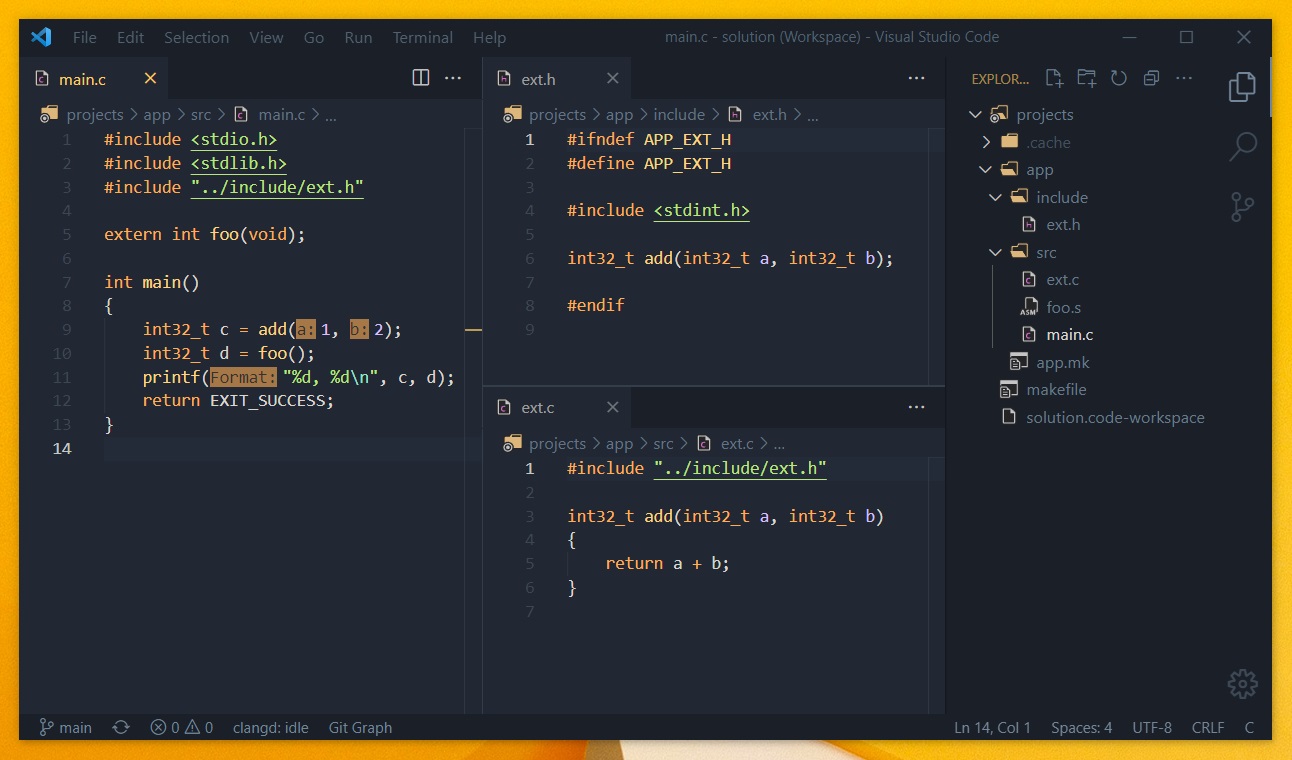 File Edit Selection View Go Run Terminal Help main.c - solution (Workspace) - Visual Studio Code
main.c
projects > app > src > main.c > ...
1 #include <stdio.h>
2 #include <stdlib.h>
3 #include "../include/ext.h"
4
5 extern int foo(void);
6
7 int main()
8 {
9 int32_t c = add(a: 1, b: 2);
10 int32_t d = foo();
11 printf(Format: "%d, %d\n", c, d);
12 return EXIT_SUCCESS;
13 }
14
ext.h
projects > app > include > ext.h > ...
1 #ifndef APP_EXT_H
2 #define APP_EXT_H
3
4 #include <stdint.h>
5
6 int32_t add(int32_t a, int32_t b);
7
8 #endif
9
ext.c
projects > app > src > ext.c > ...
1 #include "../include/ext.h"
2
3 int32_t add(int32_t a, int32_t b)
4 {
5 return a + b;
6 }
7
EXPLOR...
projects
.cache
app
include
ext.h
src
ext.c
ASM foo.s
main.c
app.mk
makefile
solution.code-workspace
main 0 0 clangd: idle Git Graph Ln 14, Col 1 Spaces: 4 UTF-8 CRLF C